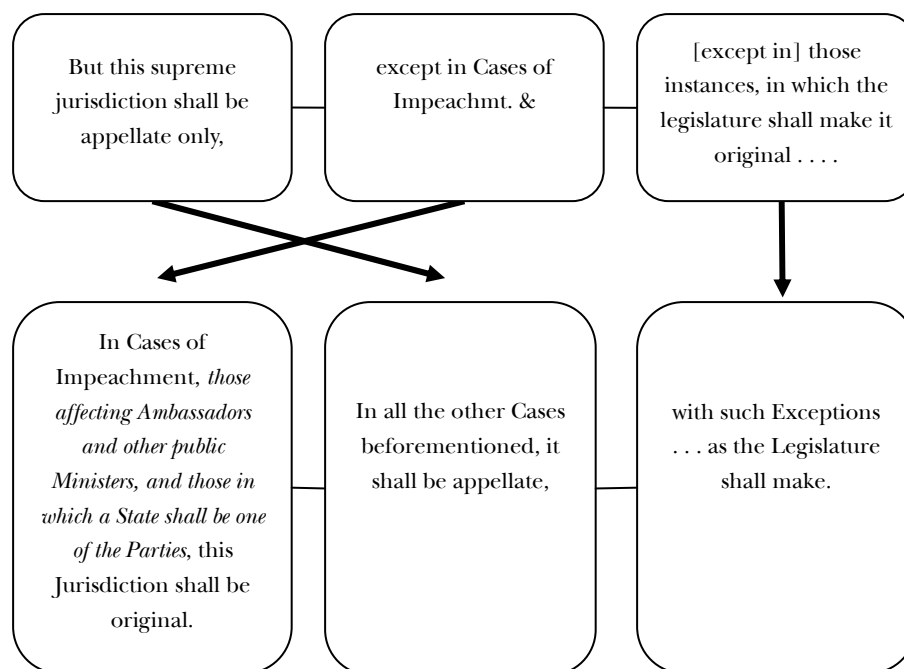 But this supreme
jurisdiction shall be
appellate only,
except in Cases of
Impeachmt. &
[except in] those
instances, in which the
legislature shall make it
original . . . .
In Cases of
Impeachment, those
affecting Ambassadors
and other public
Ministers, and those in
which a State shall be one
of the Parties, this
Jurisdiction shall be
original.
In all the other Cases
beforementioned, it
shall be appellate,
with such Exceptions
. . . as the Legislature
shall make.